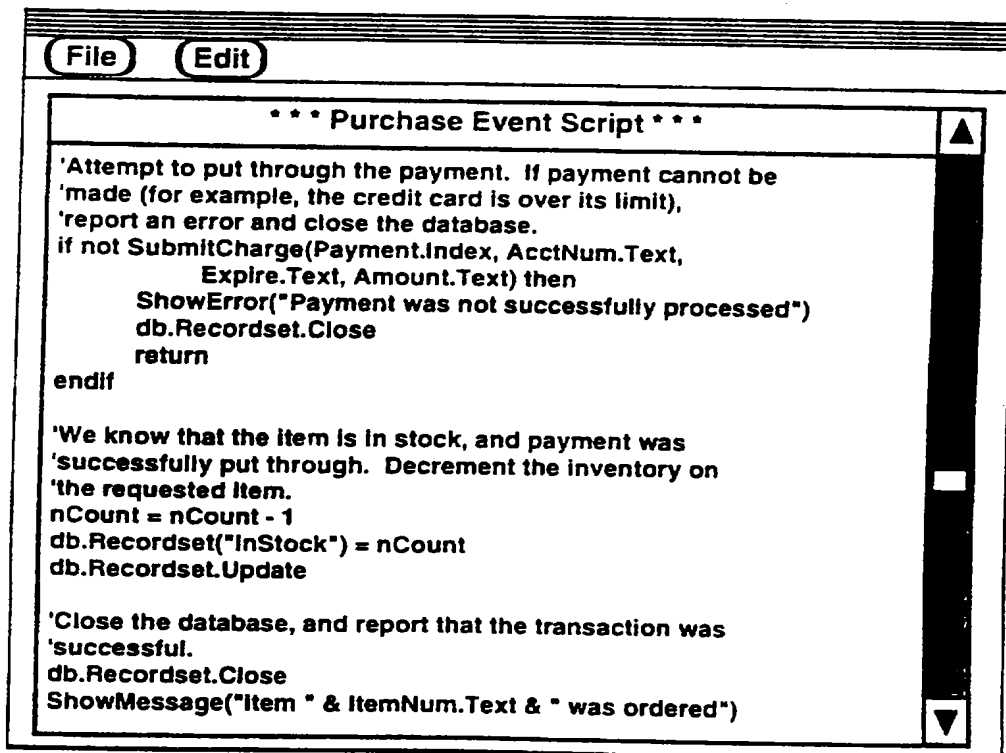 File Edit
* * * Purchase Event Script * * *
'Attempt to put through the payment. If payment cannot be
'made (for example, the credit card is over its limit),
'report an error and close the database.
if not SubmitCharge(Payment.Index, AcctNum.Text,
Expire.Text, Amount.Text) then
ShowError("Payment was not successfully processed")
db.Recordset.Close
return
endif
'We know that the item is in stock, and payment was
'successfully put through. Decrement the inventory on
'the requested item.
nCount = nCount - 1
db.Recordset("InStock") = nCount
db.Recordset.Update
'Close the database, and report that the transaction was
'successful.
db.Recordset.Close
ShowMessage("Item " & ItemNum.Text & " was ordered")